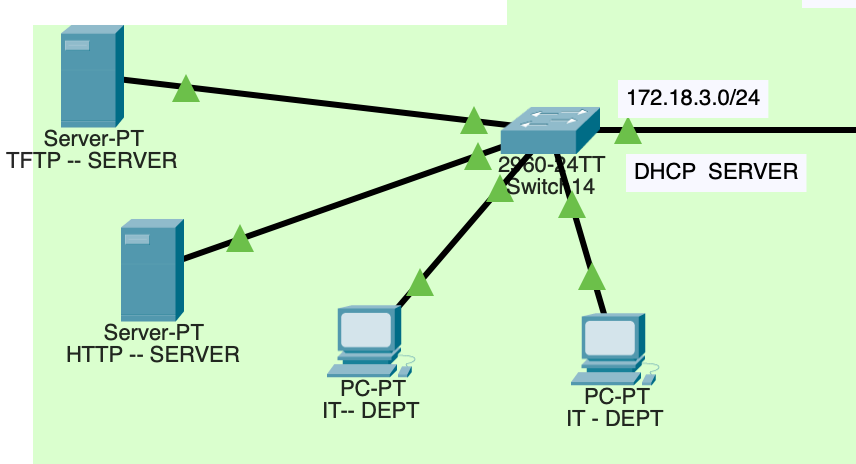 Server-PT
TFTP -- SERVER
172.18.3.0/24
2960-24TT
Switch14
DHCP SERVER
Server-PT
HTTP -- SERVER
PC-PT
IT-- DEPT
PC-PT
IT - DEPT